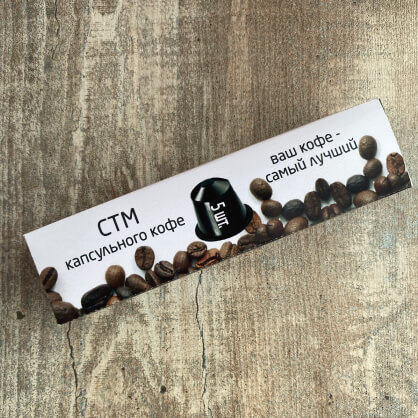 СТМ
капсульного кофе
5 шт.
ваш кофе -
самый лучший